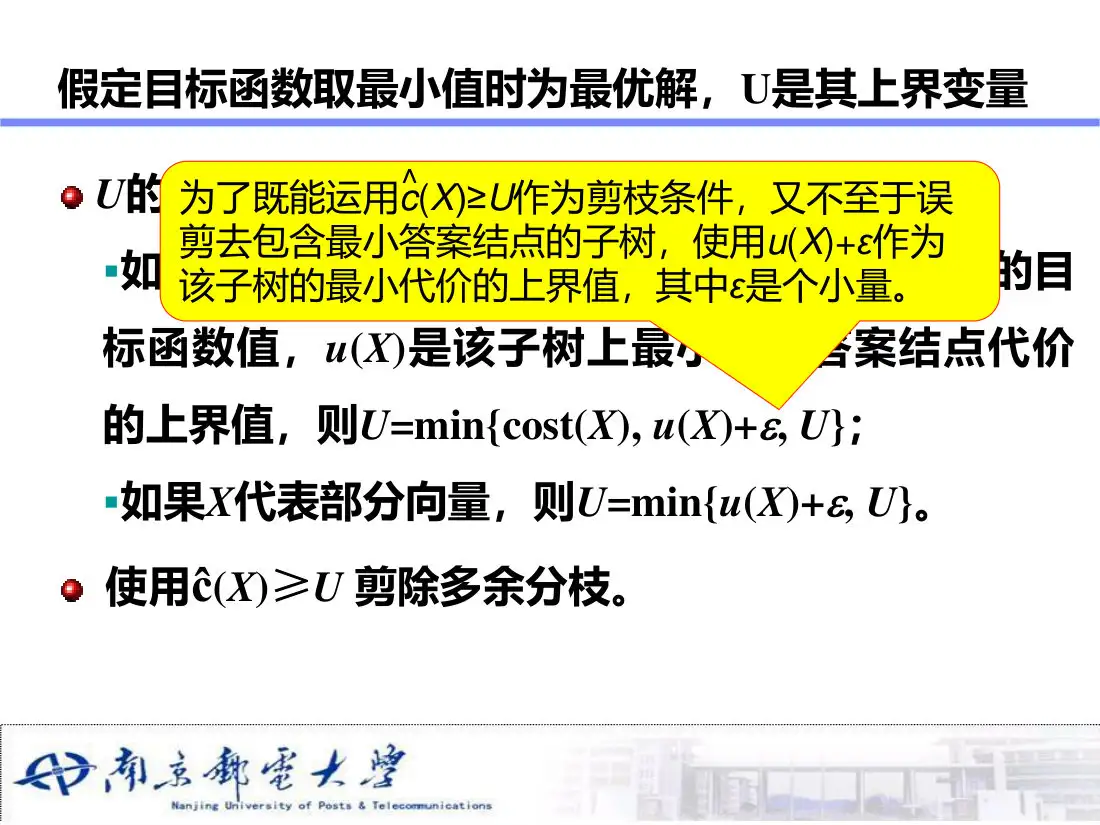 假定目标函数取最小值时为最优解，U是其上界变量
U的
为了既能运用ĉ(X)≥U作为剪枝条件，又不至于误
剪去包含最小答案结点的子树，使用u(X)+ε作为
该子树的最小代价的上界值，其中ε是个小量。
▪如
的目
标函数值，u(X)是该子树上最小
答案结点代价
的上界值，则U=min{cost(X), u(X)+ε, U}；
▪如果X代表部分向量，则U=min{u(X)+ε, U}。
使用ĉ(X)≥U 剪除多余分枝。
南京邮电大学
Nanjing University of Posts & Telecommunications